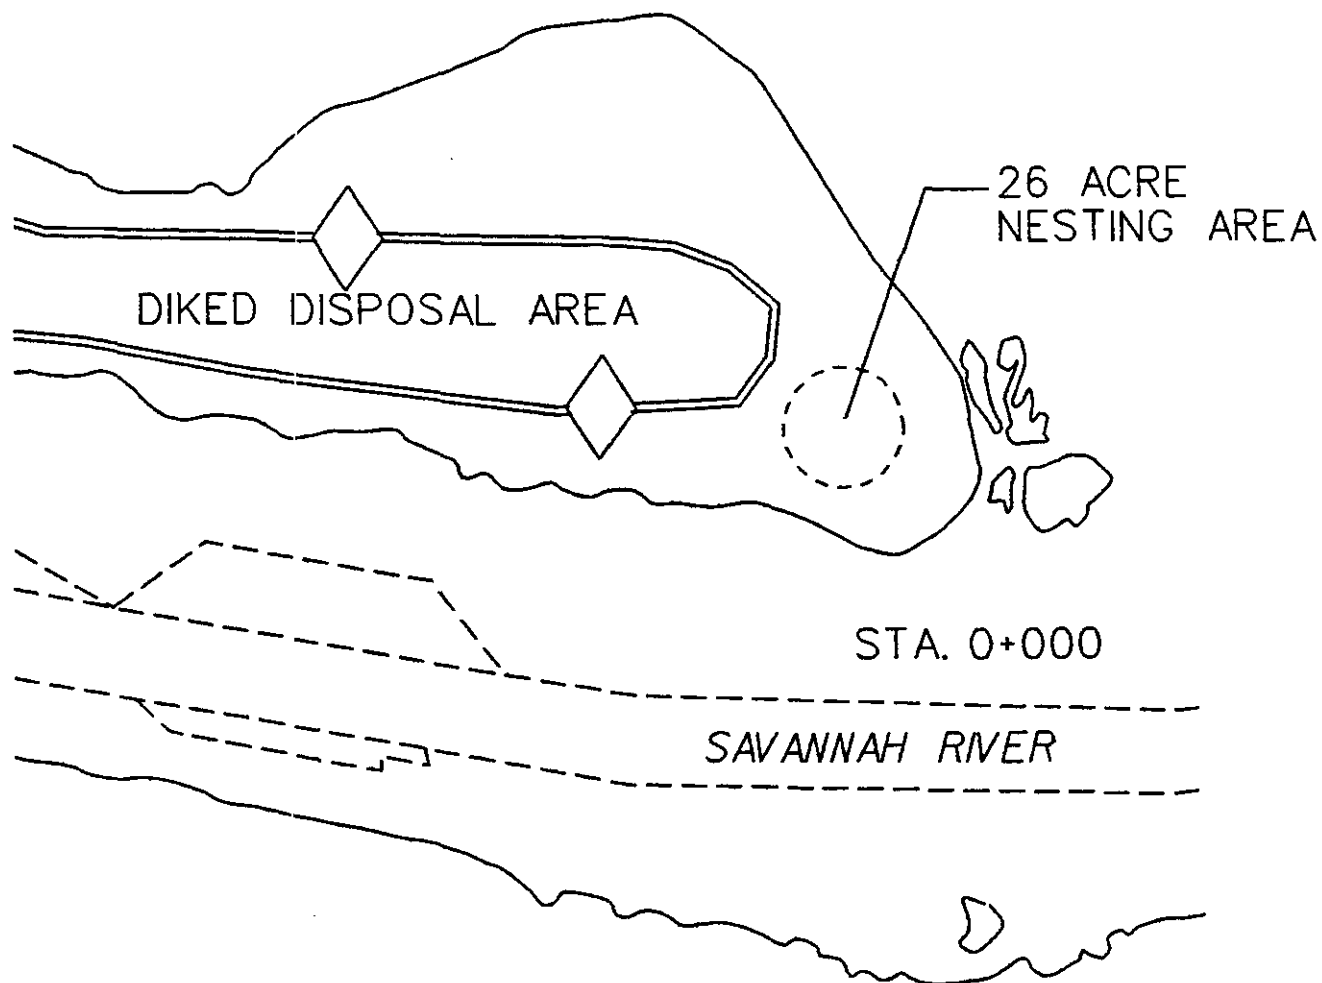 26 ACRE
NESTING AREA
DIKED DISPOSAL AREA
STA. 0+000
SAVANNAH RIVER